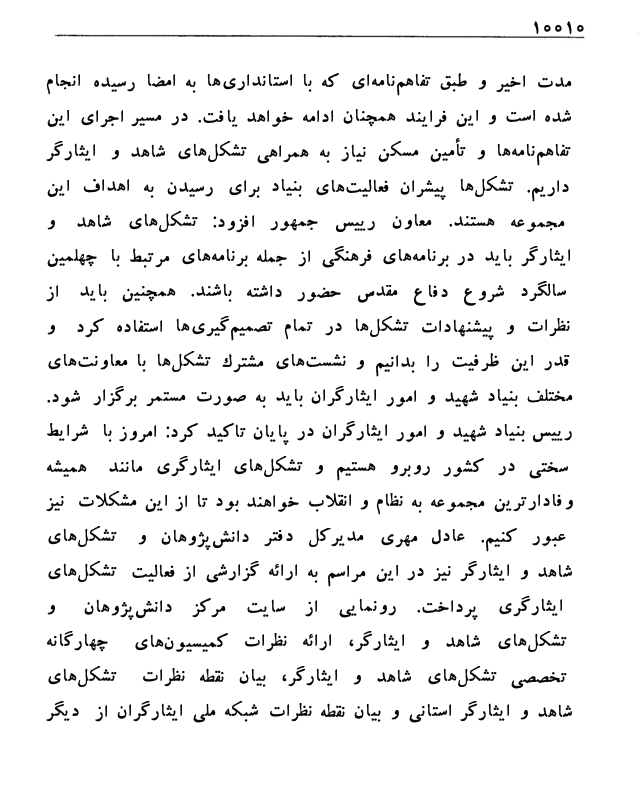 ۱۰۰۱۰
مدت اخیر و طبق تفاهم‌نامه‌ای که با استانداری‌ها به امضا رسیده انجام
شده است و این فرایند همچنان ادامه خواهد یافت. در مسیر اجرای این
تفاهم‌نامه‌ها و تأمین مسکن نیاز به همراهی تشکل‌های شاهد و ایثارگر
داریم. تشکل‌ها پیشران فعالیت‌های بنیاد برای رسیدن به اهداف این
مجموعه هستند. معاون رییس جمهور افزود: تشکل‌های شاهد و
ایثارگر باید در برنامه‌های فرهنگی از جمله برنامه‌های مرتبط با چهلمین
سالگرد شروع دفاع مقدس حضور داشته باشند. همچنین باید از
نظرات و پیشنهادات تشکل‌ها در تمام تصمیم‌گیری‌ها استفاده کرد و
قدر این ظرفیت را بدانیم و نشست‌های مشترك تشکل‌ها با معاونت‌های
مختلف بنیاد شهید و امور ایثارگران باید به صورت مستمر برگزار شود.
رییس بنیاد شهید و امور ایثارگران در پایان تاکید کرد: امروز با شرایط
سختی در کشور روبرو هستیم و تشکل‌های ایثارگری مانند همیشه
وفادارترین مجموعه به نظام و انقلاب خواهند بود تا از این مشکلات نیز
عبور کنیم. عادل مهری مدیرکل دفتر دانش‌پژوهان و تشکل‌های
شاهد و ایثارگر نیز در این مراسم به ارائه گزارشی از فعالیت تشکل‌های
ایثارگری پرداخت. رونمایی از سایت مرکز دانش‌پژوهان و
تشکل‌های شاهد و ایثارگر، ارائه نظرات کمیسیون‌های چهارگانه
تخصصی تشکل‌های شاهد و ایثارگر، بیان نقطه نظرات تشکل‌های
شاهد و ایثارگر استانی و بیان نقطه نظرات شبکه ملی ایثارگران از دیگر